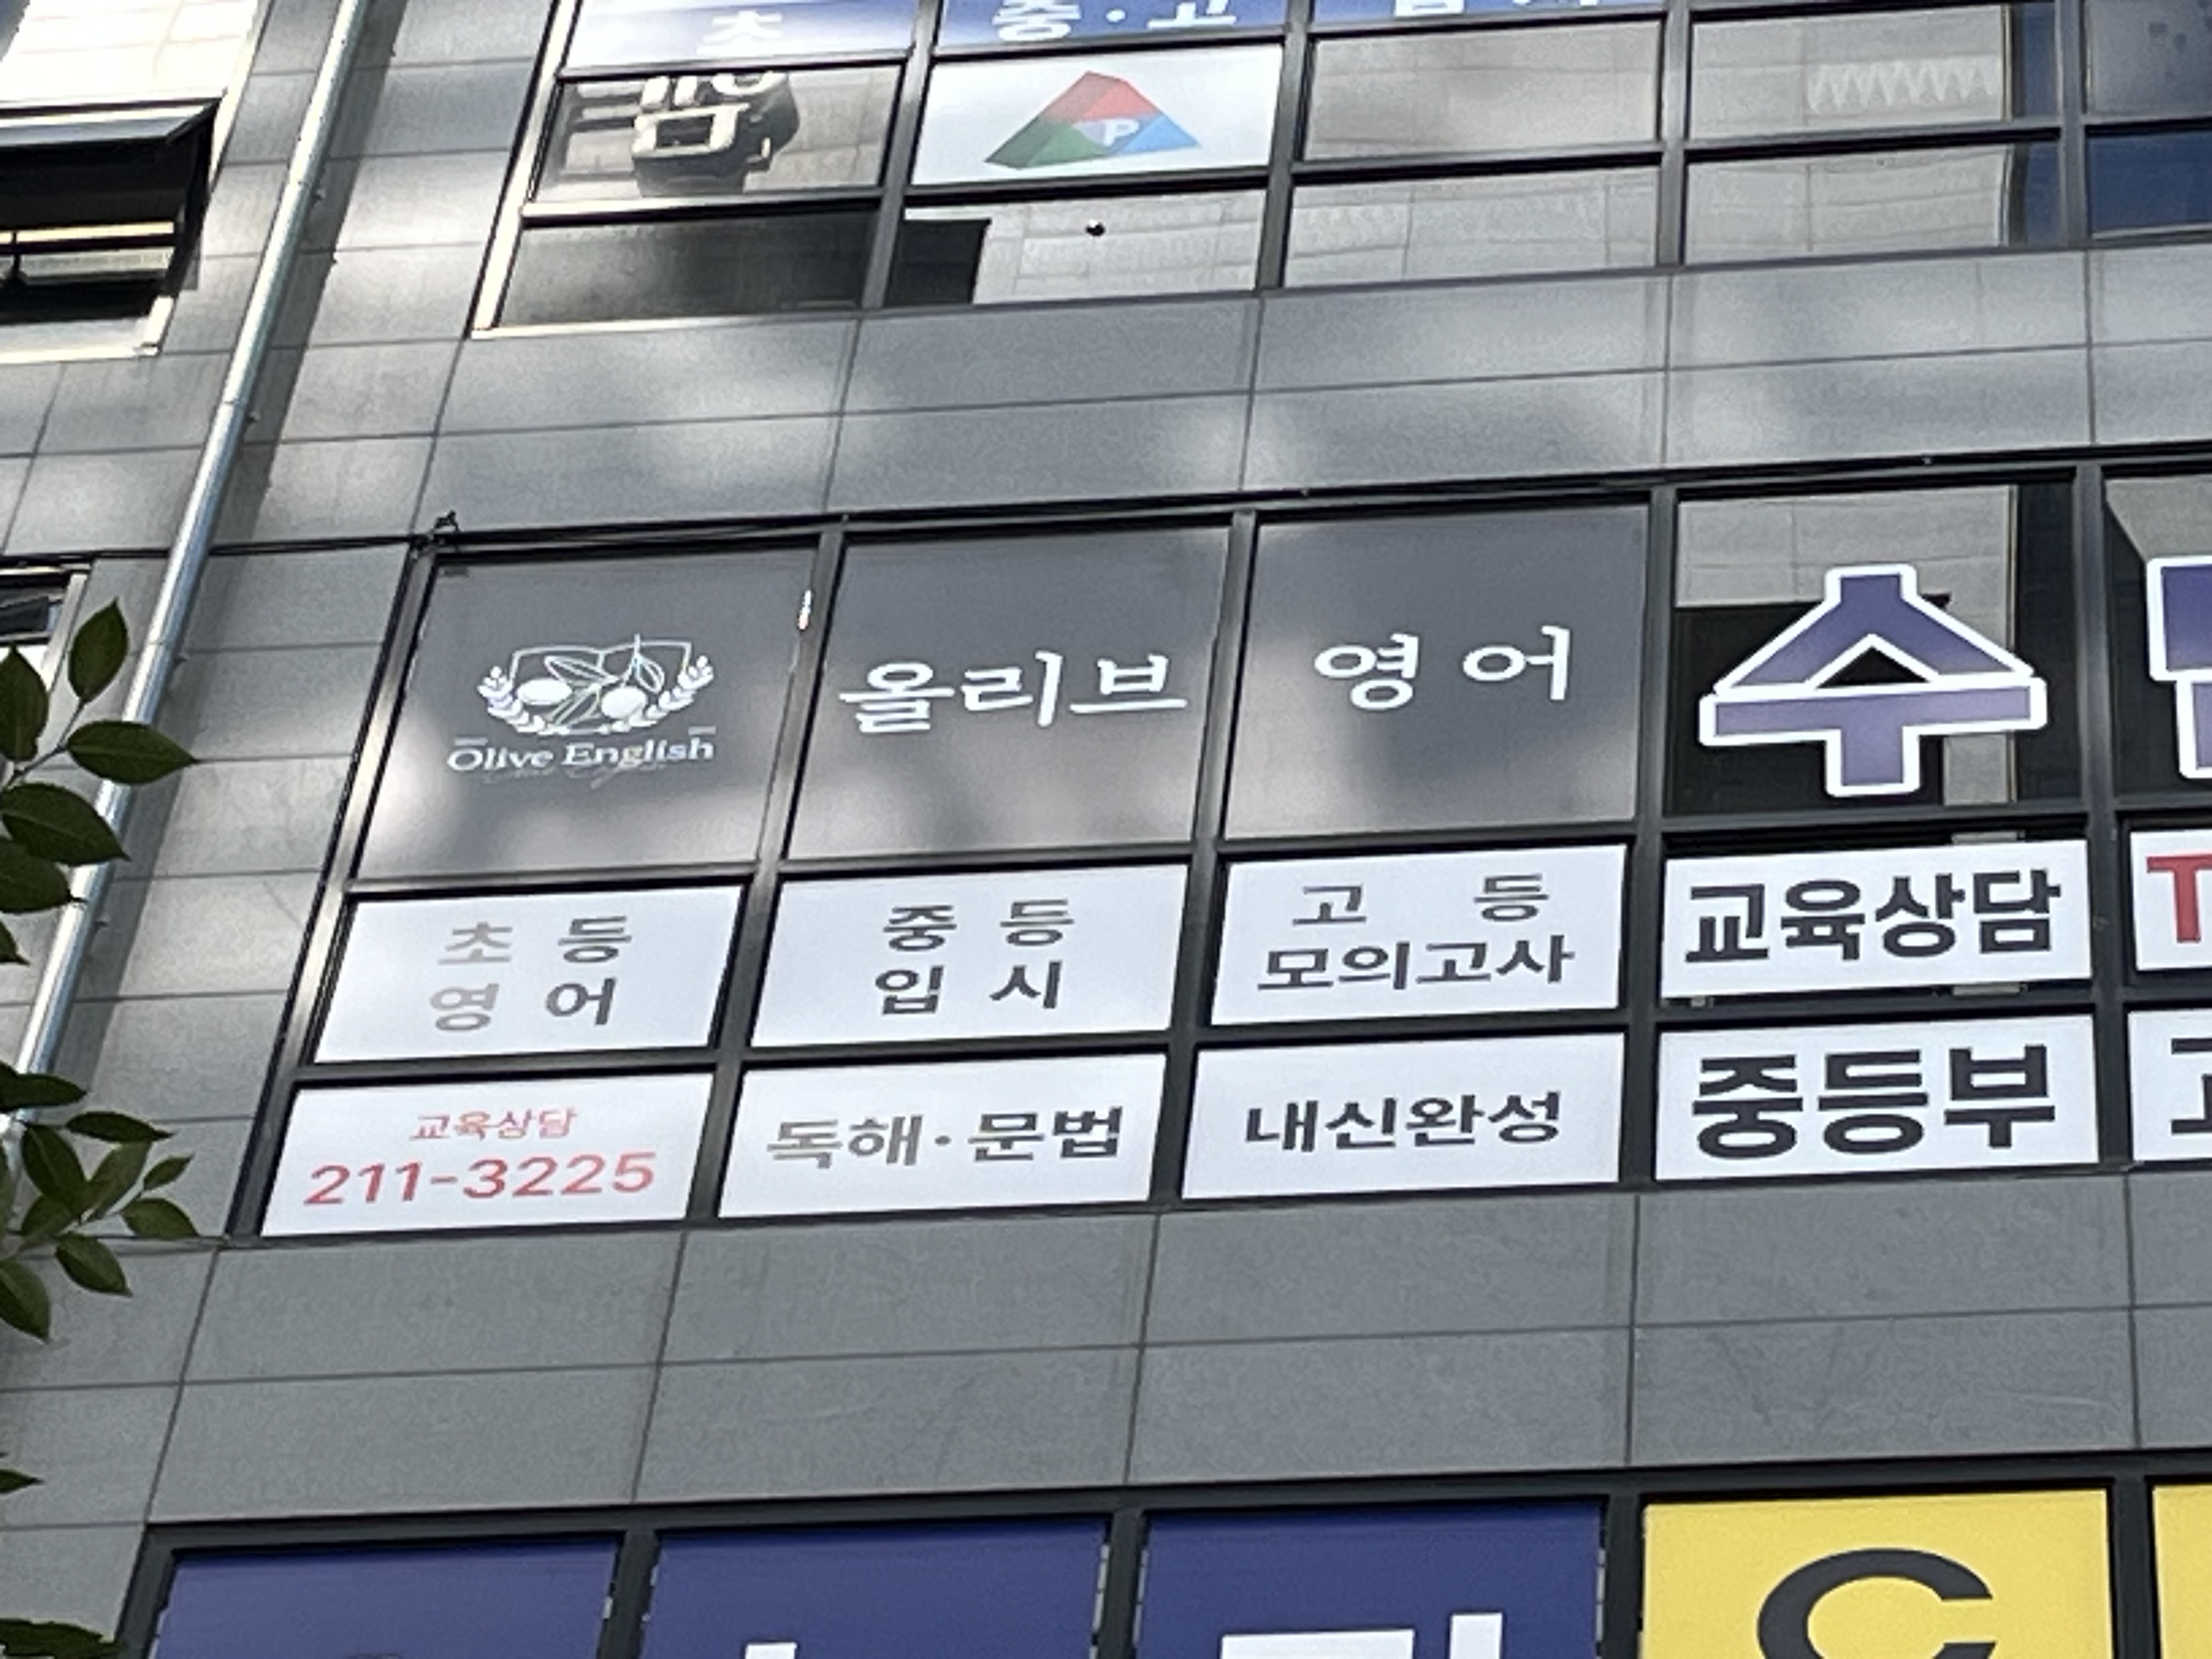 중·고
P
Olive English
올리브 영어
수
초등 영어
중등 입시
고등 모의고사
교육상담
T
교육상담
211-3225
독해·문법
내신완성
중등부
C